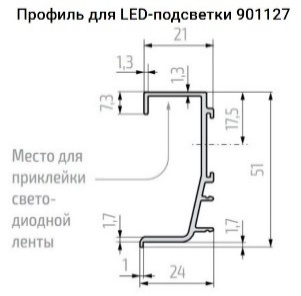 Профиль для LED-подсветки 901127
21
1,3
1,3
7,3
17,5
51
Место для
приклейки
свето-
диодной
ленты
1,7
1,7
1
24